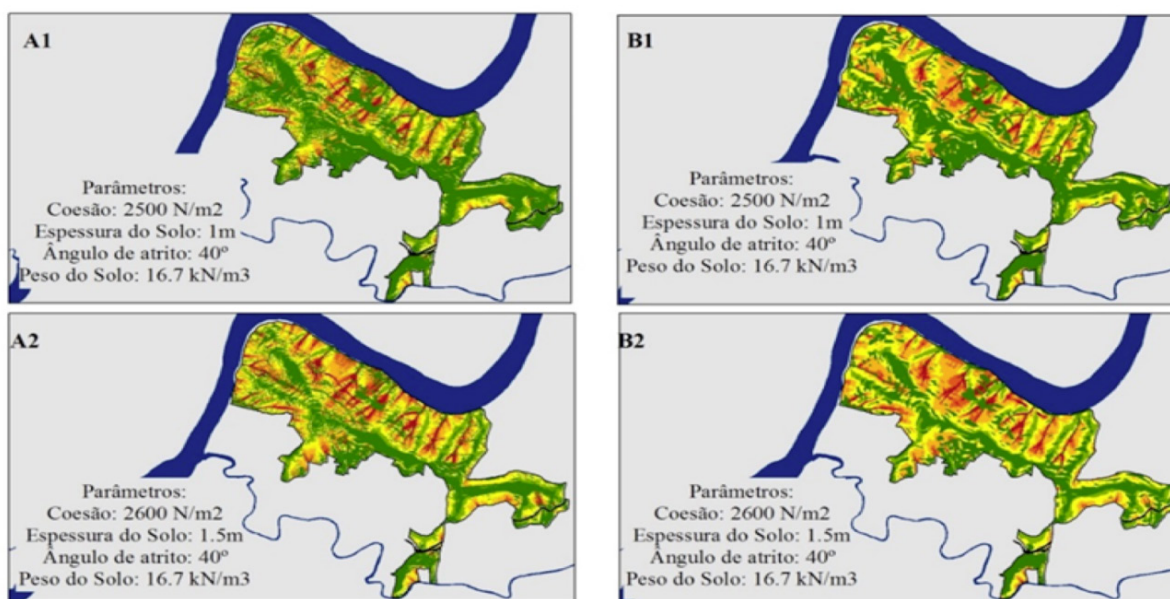 A1
Parâmetros:
Coesão: 2500 N/m2
Espessura do Solo: 1m
Ângulo de atrito: 40º
Peso do Solo: 16.7 kN/m3
B1
Parâmetros:
Coesão: 2500 N/m2
Espessura do Solo: 1m
Ângulo de atrito: 40º
Peso do Solo: 16.7 kN/m3
A2
Parâmetros:
Coesão: 2600 N/m2
Espessura do Solo: 1.5m
Ângulo de atrito: 40º
Peso do Solo: 16.7 kN/m3
B2
Parâmetros:
Coesão: 2600 N/m2
Espessura do Solo: 1.5m
Ângulo de atrito: 40º
Peso do Solo: 16.7 kN/m3